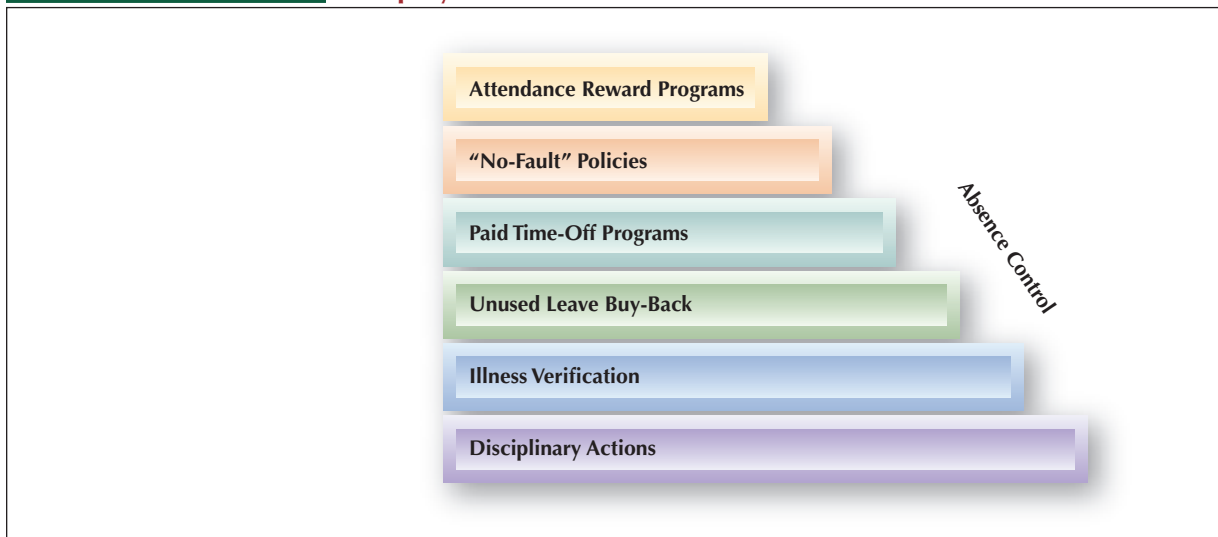 Attendance Reward Programs
“No-Fault” Policies
Paid Time-Off Programs
Unused Leave Buy-Back
Illness Verification
Disciplinary Actions
Absence Control